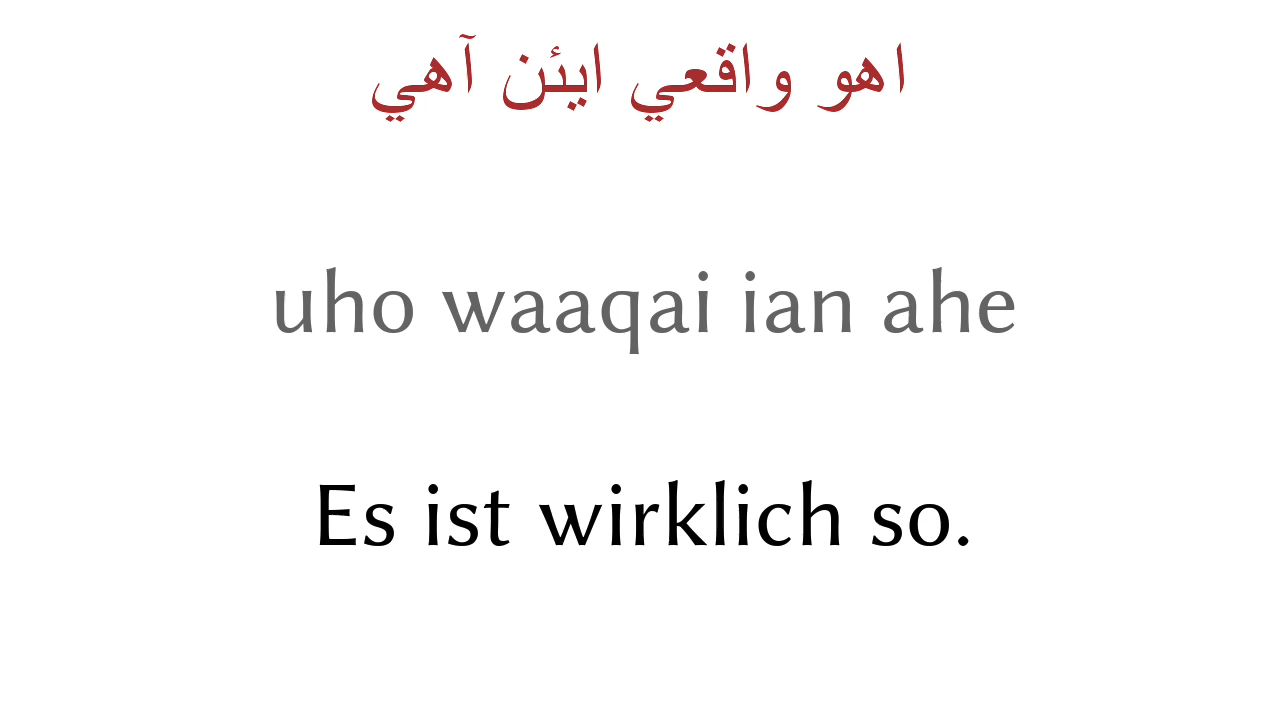 اهو واقعي ايئن آهي
uho waaqai ian ahe
Es ist wirklich so.